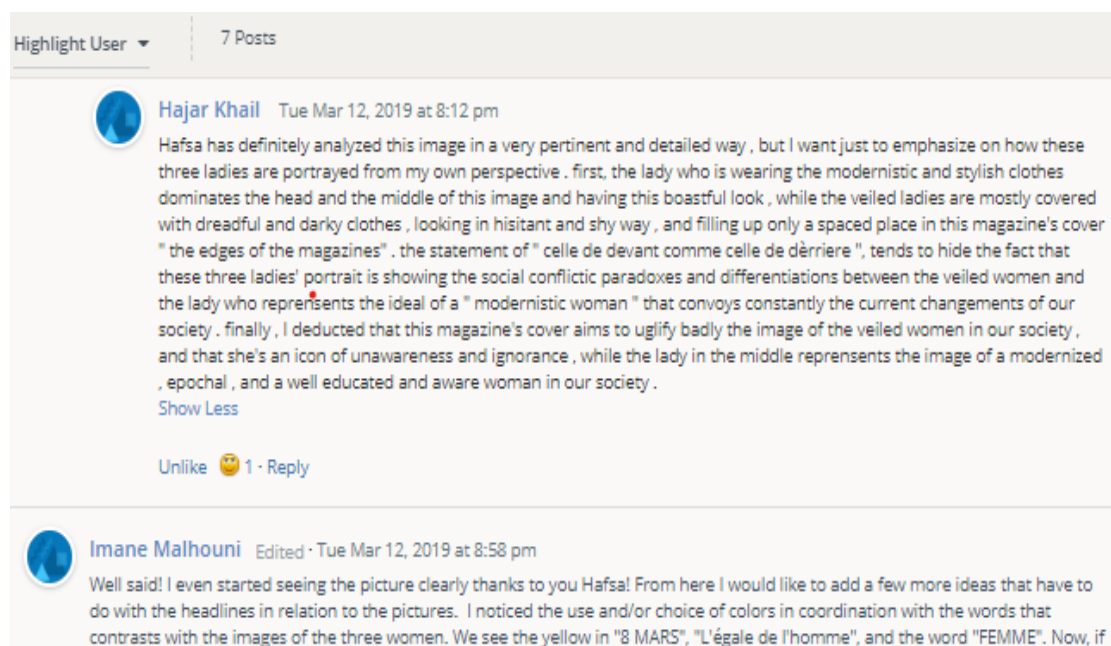 Highlight User 7 Posts
Hajar Khail Tue Mar 12, 2019 at 8:12 pm
Hafsa has definitely analyzed this image in a very pertinent and detailed way , but I want just to emphasize on how these
three ladies are portrayed from my own perspective . first, the lady who is wearing the modernistic and stylish clothes
dominates the head and the middle of this image and having this boastful look , while the veiled ladies are mostly covered
with dreadful and darky clothes , looking in hisitant and shy way , and filling up only a spaced place in this magazine's cover
" the edges of the magazines" . the statement of " celle de devant comme celle de dèrriere ", tends to hide the fact that
these three ladies' portrait is showing the social conflictic paradoxes and differentiations between the veiled women and
the lady who reprensents the ideal of a " modernistic woman " that convoys constantly the current changements of our
society . finally , I deducted that this magazine's cover aims to uglify badly the image of the veiled women in our society ,
and that she's an icon of unawareness and ignorance , while the lady in the middle reprensents the image of a modernized
, epochal , and a well educated and aware woman in our society .
Show Less
Unlike 1 · Reply
Imane Malhouni Edited · Tue Mar 12, 2019 at 8:58 pm
Well said! I even started seeing the picture clearly thanks to you Hafsa! From here I would like to add a few more ideas that have to
do with the headlines in relation to the pictures. I noticed the use and/or choice of colors in coordination with the words that
contrasts with the images of the three women. We see the yellow in "8 MARS", "L'égale de l'homme", and the word "FEMME". Now, if